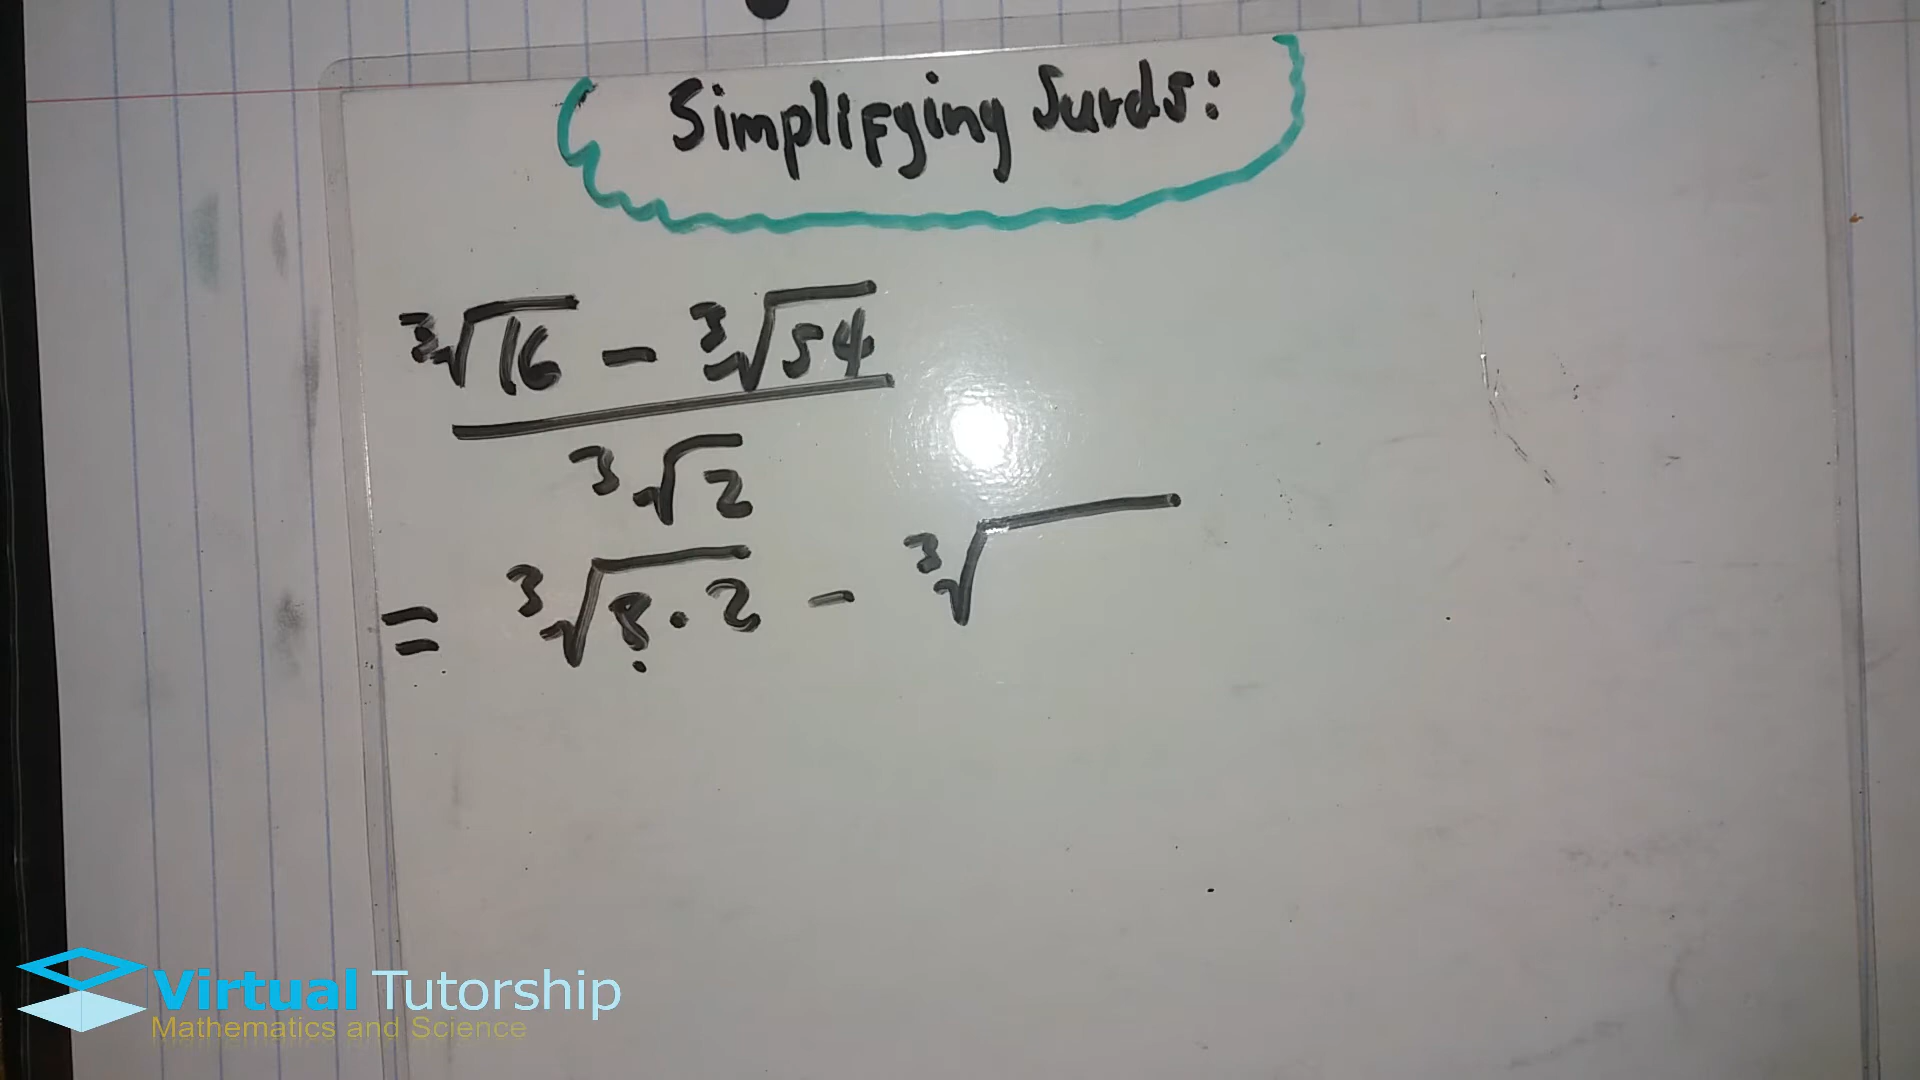 Simplifying Surds:
∛16 - ∛54
∛2
= ∛8·2 - ∛
Virtual Tutorship
Mathematics and Science